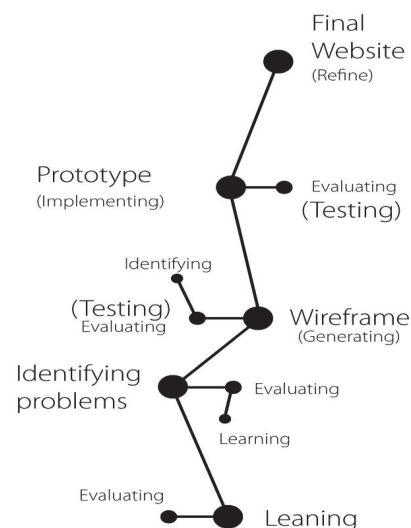 Final
Website
(Refine)
Prototype
(Implementing)
Evaluating
(Testing)
Identifying
(Testing)
Evaluating
Wireframe
(Generating)
Identifying
problems
Evaluating
Learning
Evaluating
Leaning